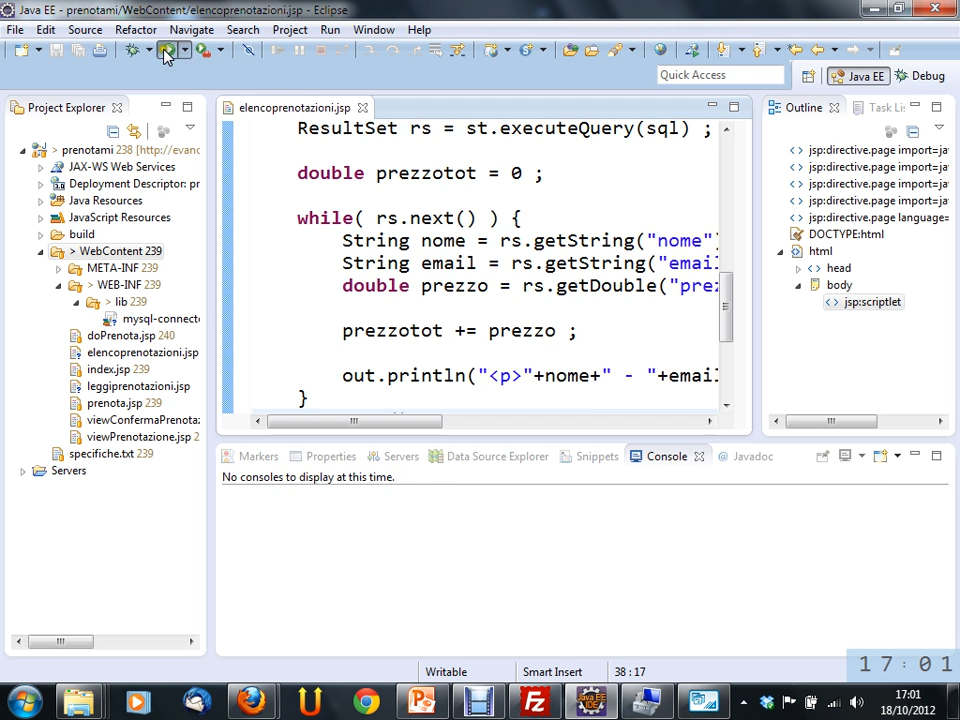 Java EE - prenotami/WebContent/elencoprenotazioni.jsp - Eclipse
File Edit Source Refactor Navigate Search Project Run Window Help
Quick Access
Java EE
Debug
Project Explorer
prenotami 238 [http://evan
JAX-WS Web Services
Deployment Descriptor: pr
Java Resources
JavaScript Resources
build
> WebContent 239
META-INF 239
> WEB-INF 239
> lib 239
mysql-connect
doPrenota.jsp 240
elencoprenotazioni.jsp
index.jsp 239
leggiprenotazioni.jsp
prenota.jsp 239
viewConfermaPrenota
viewPrenotazione.jsp 2
specifiche.txt 239
Servers
elencoprenotazioni.jsp
ResultSet rs = st.executeQuery(sql) ;
double prezzotot = 0 ;
while( rs.next() ) {
String nome = rs.getString("nome"
String email = rs.getString("emai
double prezzo = rs.getDouble("prez
prezzotot += prezzo ;
out.println("<p>"+nome+" - "+email
}
Outline
Task Li
jsp:directive.page import=ja
jsp:directive.page import=ja
jsp:directive.page import=ja
jsp:directive.page import=ja
jsp:directive.page language=
DOCTYPE:html
html
head
body
jsp:scriptlet
Markers Properties Servers Data Source Explorer Snippets Console Javadoc
No consoles to display at this time.
Writable Smart Insert 38 : 17
17:01
17:01
18/10/2012